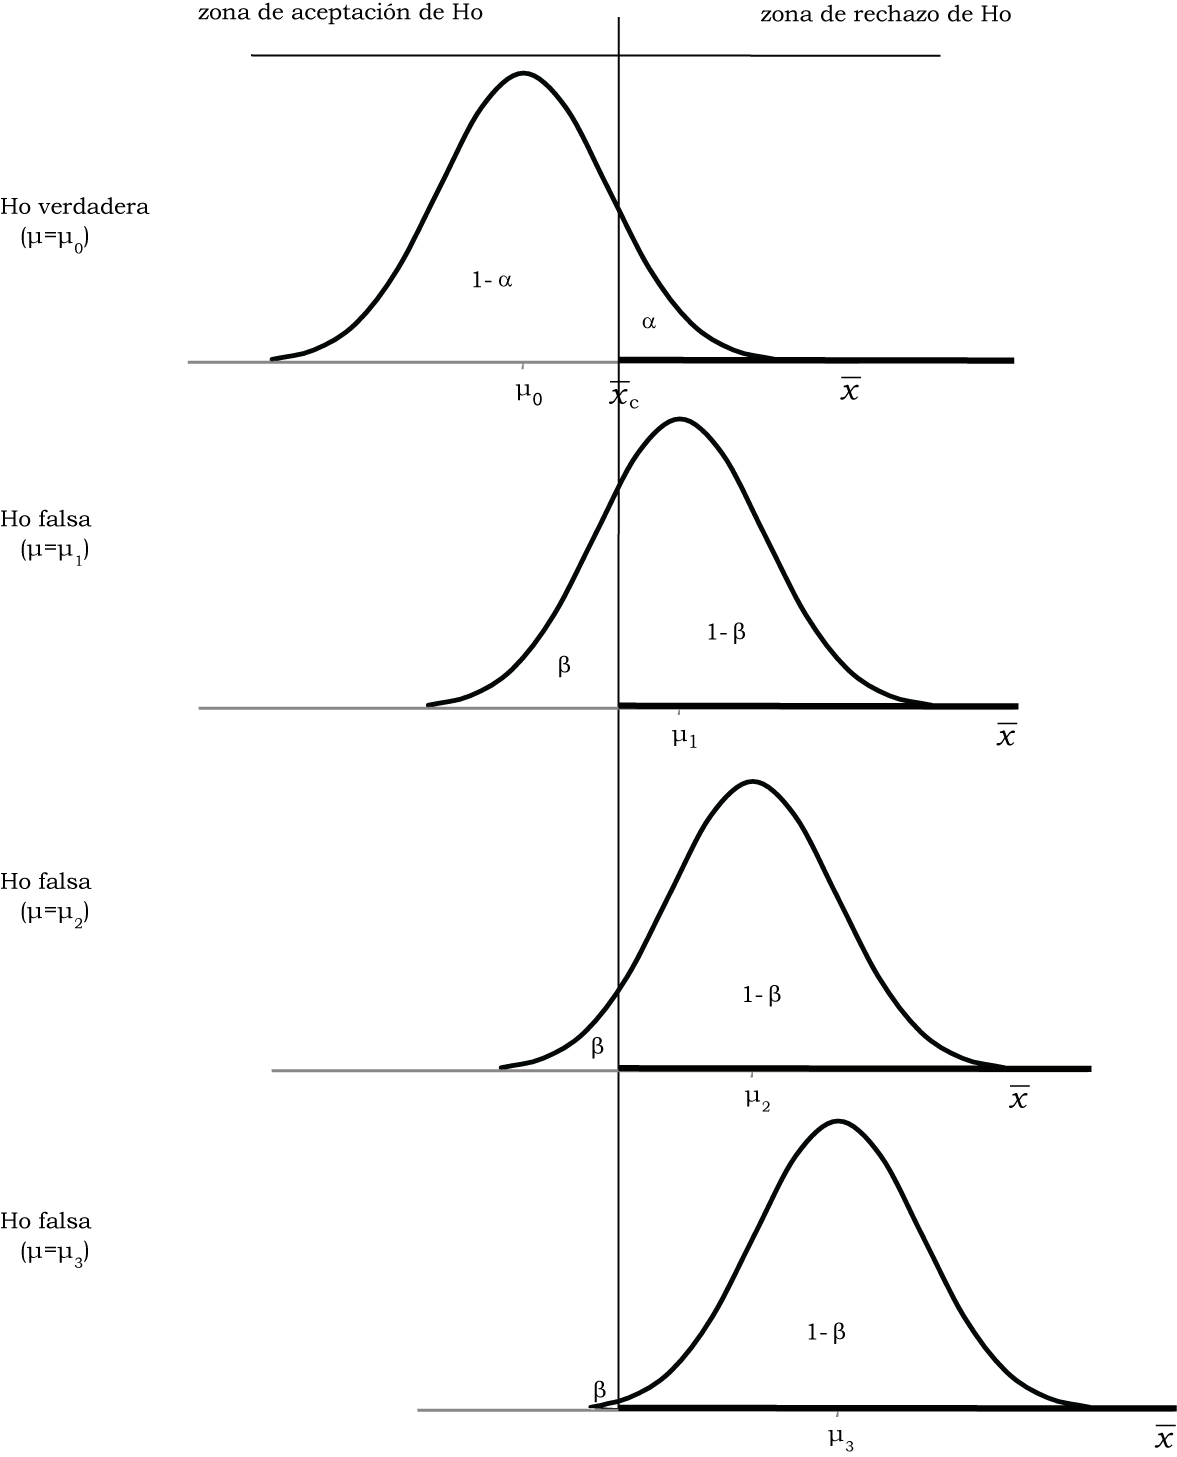 zona de aceptación de Ho
zona de rechazo de Ho
Ho verdadera
(µ=µ₀)
1- α
α
µ₀
x̅c
x̅
Ho falsa
(µ=µ₁)
β
1- β
µ₁
x̅
Ho falsa
(µ=µ₂)
β
1- β
µ₂
x̅
Ho falsa
(µ=µ₃)
β
1- β
µ₃
x̅